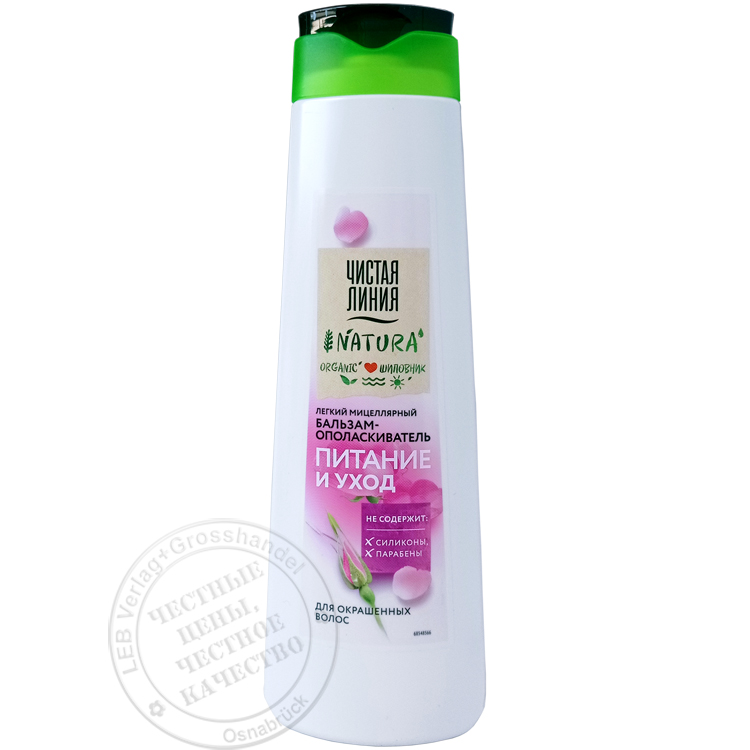 ЧИСТАЯ
ЛИНИЯ
NATURA
ORGANIC ШИПОВНИК
ЛЕГКИЙ МИЦЕЛЛЯРНЫЙ
БАЛЬЗАМ-
ОПОЛАСКИВАТЕЛЬ
ПИТАНИЕ
И УХОД
НЕ СОДЕРЖИТ:
СИЛИКОНЫ,
ПАРАБЕНЫ
ДЛЯ ОКРАШЕННЫХ
ВОЛОС
LEB Verlag+Grosshandel
ЧЕСТНЫЕ
ЦЕНЫ,
ЧЕСТНОЕ
КАЧЕСТВО
Osnabrück